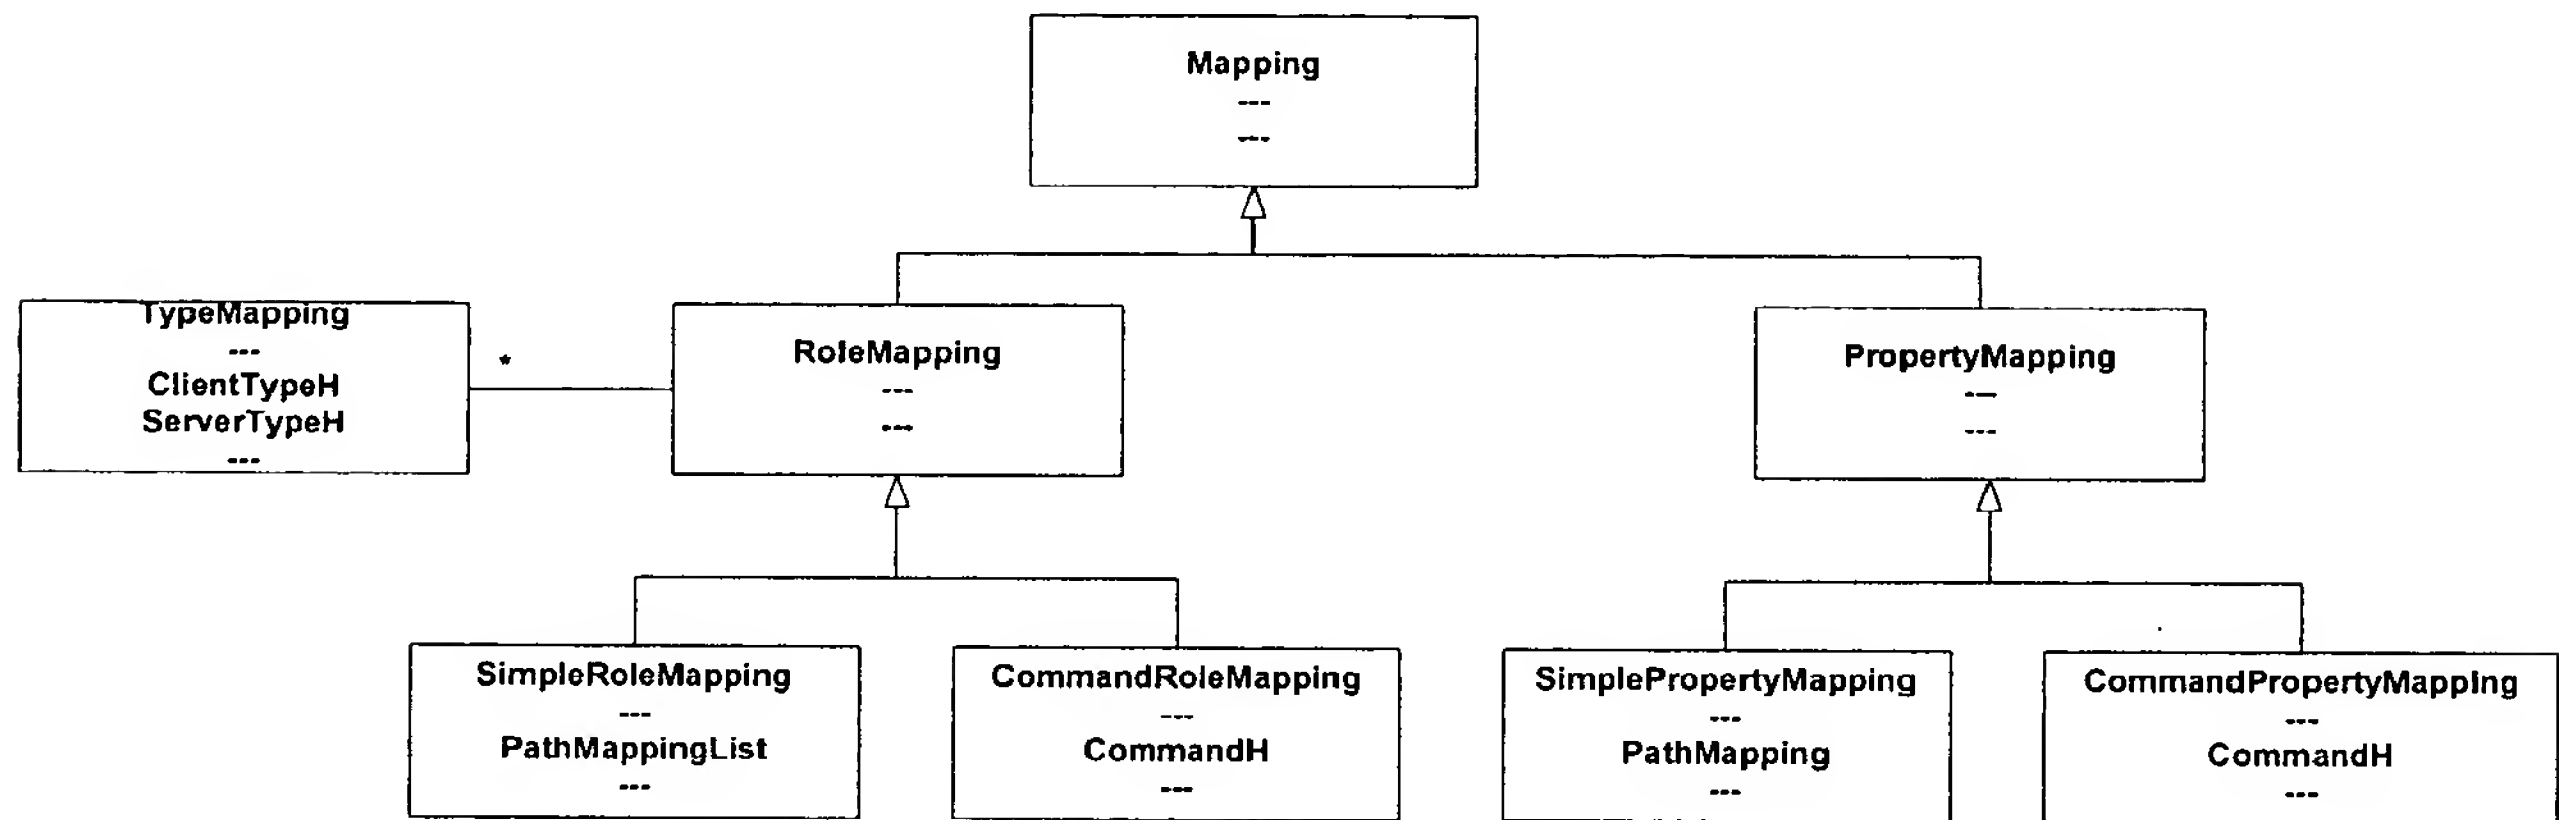 Mapping
---
---
TypeMapping
---
ClientTypeH
ServerTypeH
---
*
RoleMapping
---
---
PropertyMapping
---
---
SimpleRoleMapping
---
PathMappingList
---
CommandRoleMapping
---
CommandH
---
SimplePropertyMapping
---
PathMapping
---
CommandPropertyMapping
---
CommandH
---